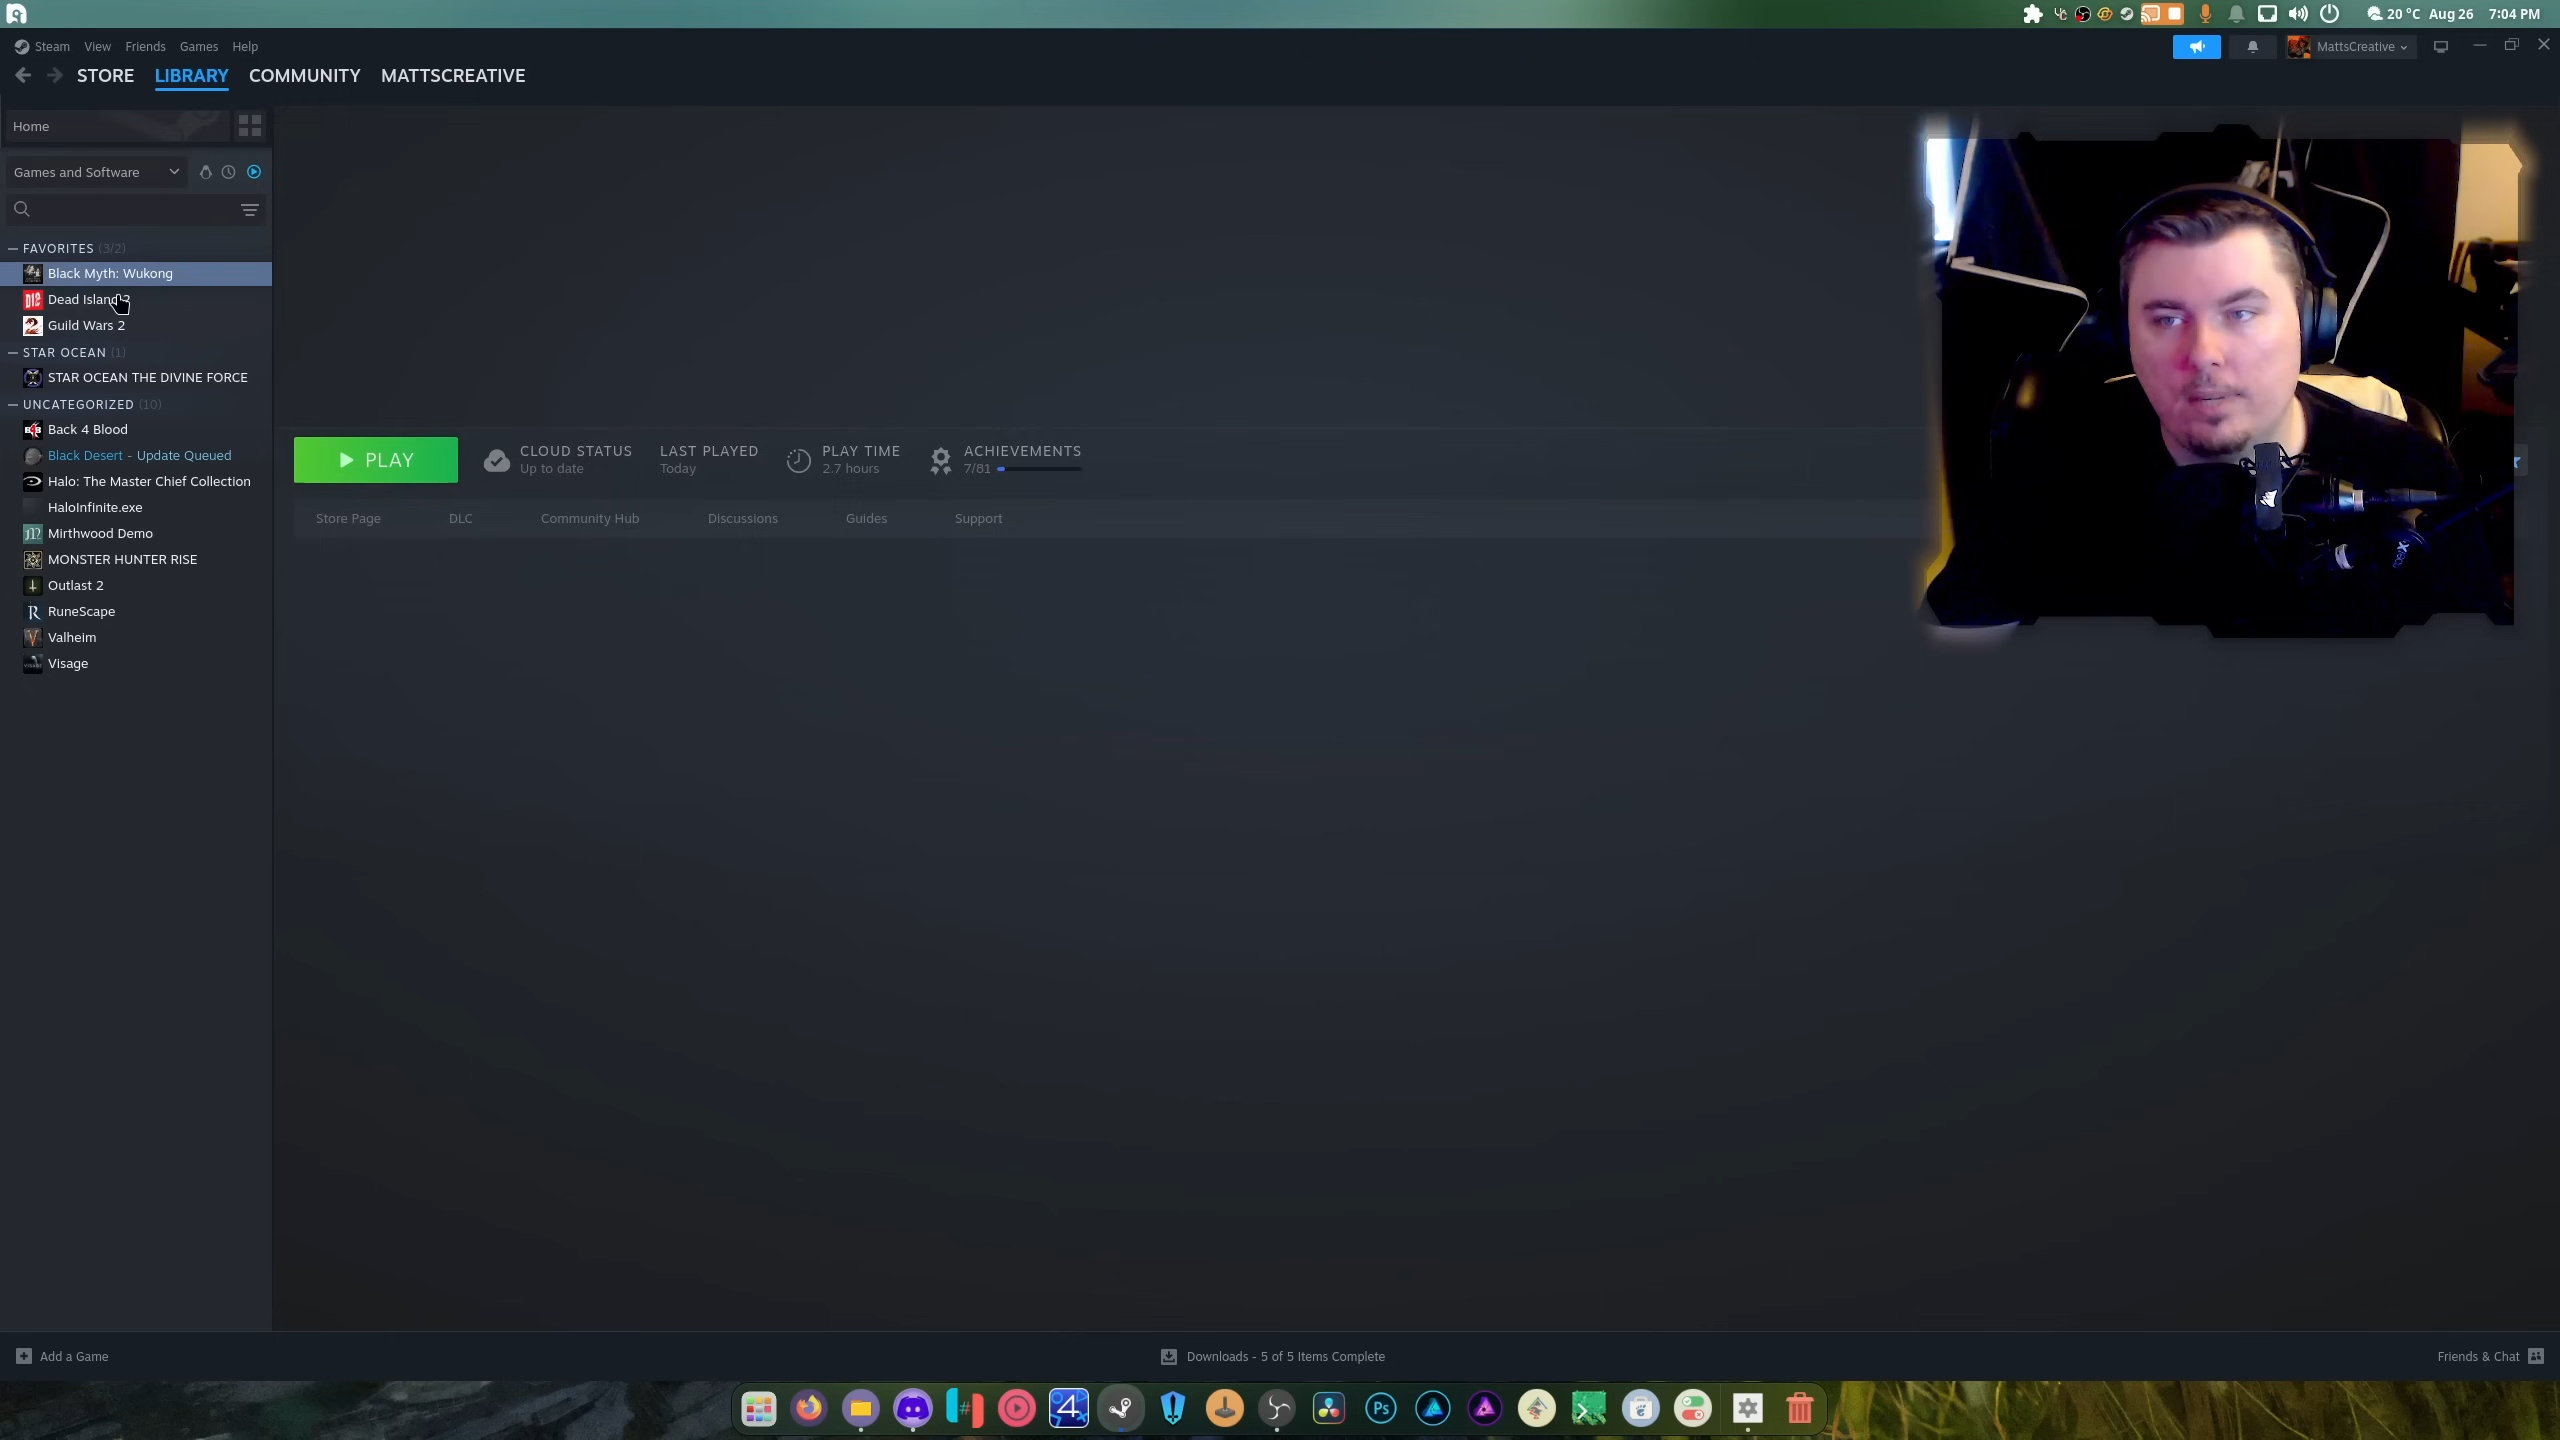 20 °C Aug 26 7:04 PM
Steam View Friends Games Help
MattsCreative
STORE LIBRARY COMMUNITY MATTSCREATIVE
Home
Games and Software
FAVORITES (3/2)
Black Myth: Wukong
Dead Island 2
Guild Wars 2
STAR OCEAN (1)
STAR OCEAN THE DIVINE FORCE
UNCATEGORIZED (10)
Back 4 Blood
Black Desert - Update Queued
Halo: The Master Chief Collection
HaloInfinite.exe
Mirthwood Demo
MONSTER HUNTER RISE
Outlast 2
RuneScape
Valheim
Visage
PLAY
CLOUD STATUS
Up to date
LAST PLAYED
Today
PLAY TIME
2.7 hours
ACHIEVEMENTS
7/81
Store Page DLC Community Hub Discussions Guides Support
Add a Game
Downloads - 5 of 5 Items Complete
Friends & Chat
4
Ps